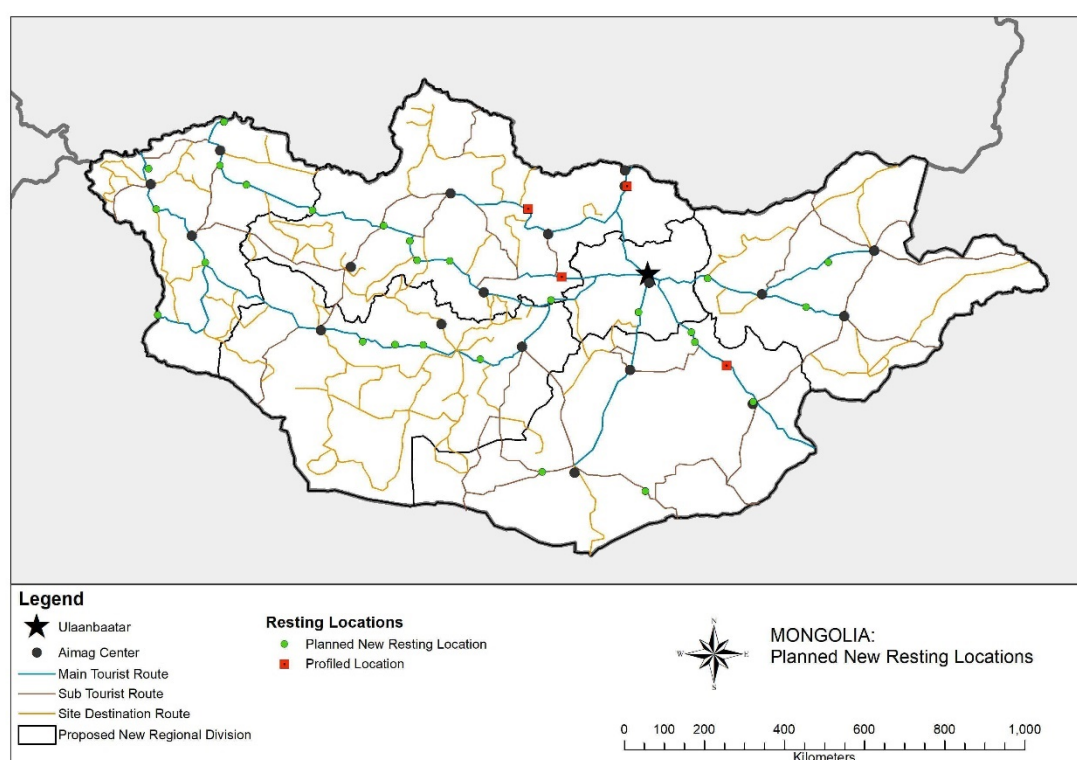 Legend
Ulaanbaatar
Aimag Center
Main Tourist Route
Sub Tourist Route
Site Destination Route
Proposed New Regional Division
Resting Locations
Planned New Resting Location
Profiled Location
N
W E
S
MONGOLIA:
Planned New Resting Locations
0 100 200 400 600 800 1,000
Kilometers